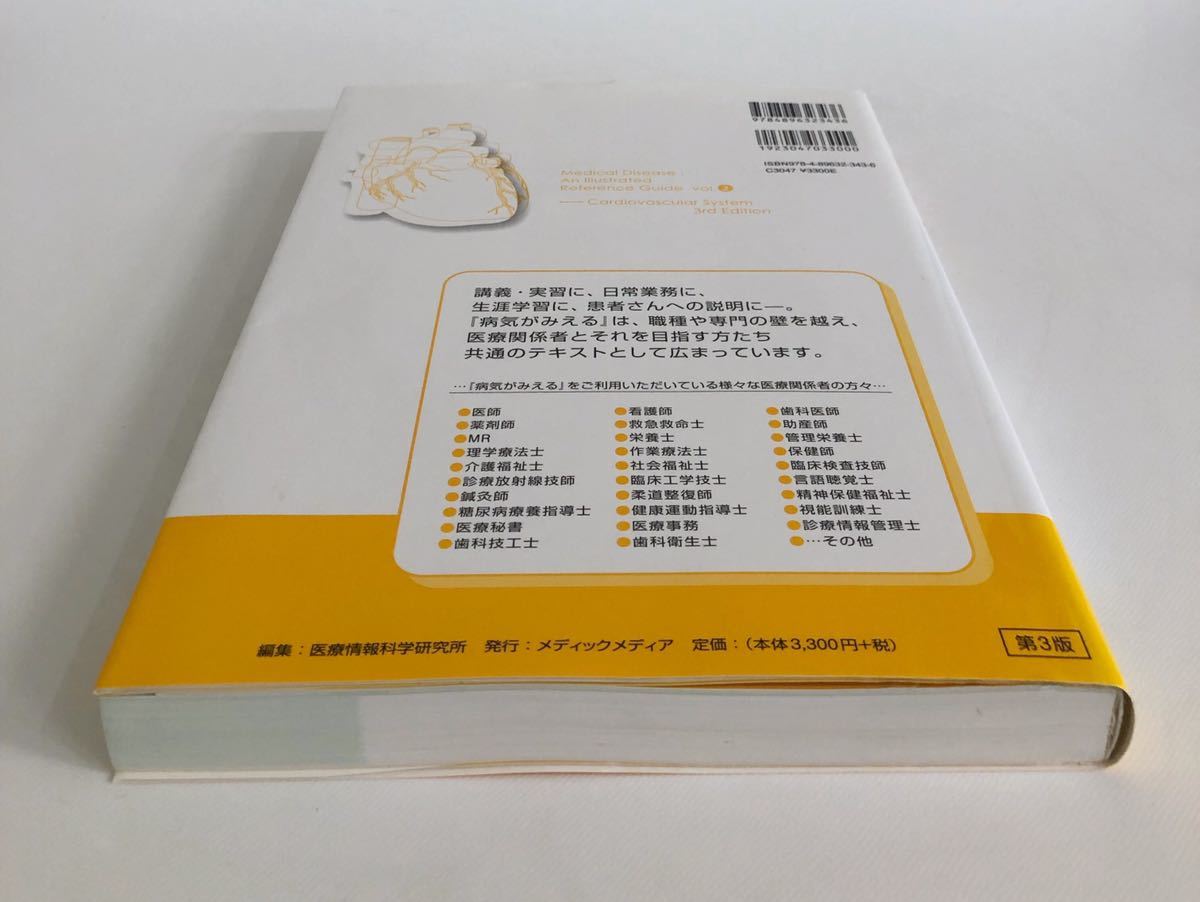 9784896323436
1923047033000
ISBN978-4-89632-343-6
C3047 ¥3300E
Medical Disease :
An Illustrated
Reference Guide vol.2
Cardiovascular System
3rd Edition
講義・実習に、日常業務に、
生涯学習に、患者さんへの説明に―。
『病気がみえる』は、職種や専門の壁を越え、
医療関係者とそれを目指す方たち
共通のテキストとして広まっています。
…『病気がみえる』をご利用いただいている様々な医療関係者の方々…
●医師 ●看護師 ●歯科医師
●薬剤師 ●救急救命士 ●助産師
●MR ●栄養士 ●管理栄養士
●理学療法士 ●作業療法士 ●保健師
●介護福祉士 ●社会福祉士 ●臨床検査技師
●診療放射線技師 ●臨床工学技士 ●言語聴覚士
●鍼灸師 ●柔道整復師 ●精神保健福祉士
●糖尿病療養指導士 ●健康運動指導士 ●視能訓練士
●医療秘書 ●医療事務 ●診療情報管理士
●歯科技工士 ●歯科衛生士 ●…その他
編集：医療情報科学研究所 発行：メディックメディア 定価：（本体3,300円+税）
第3版